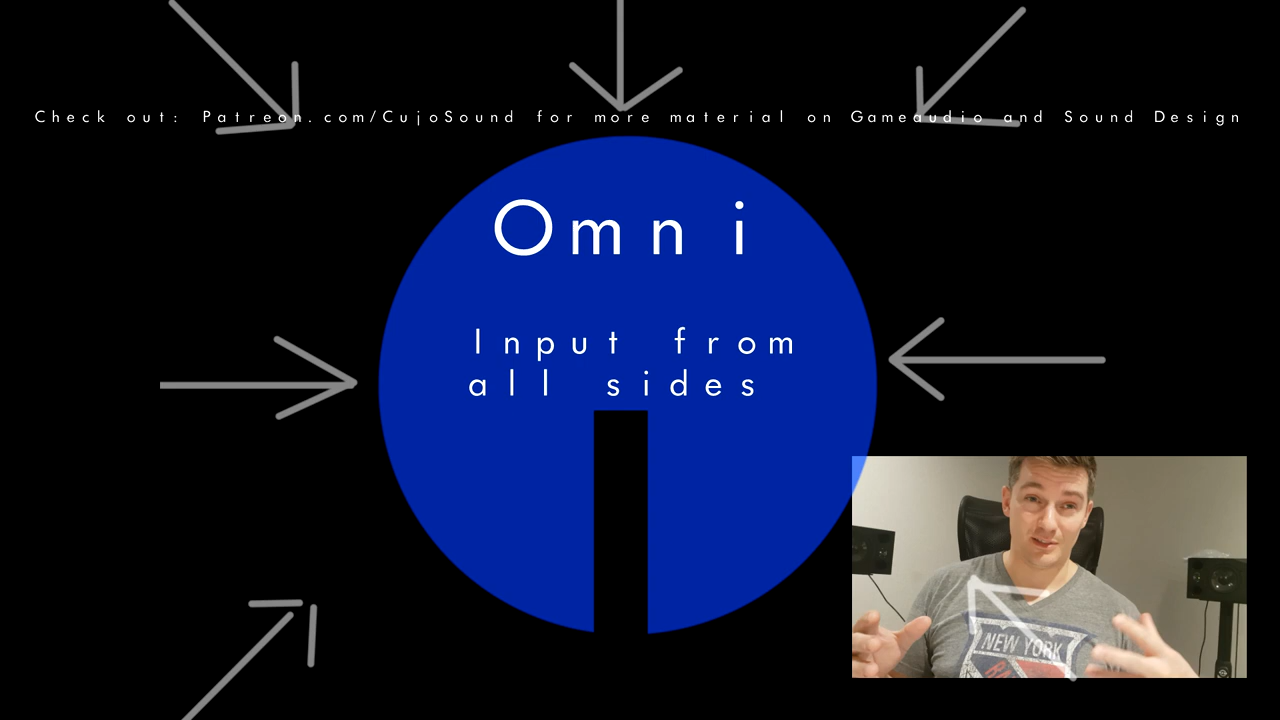 Check out: Patreon.com/CujoSound for more material on Gameaudio and Sound Design
Omni
Input from
all sides
NEW YORK